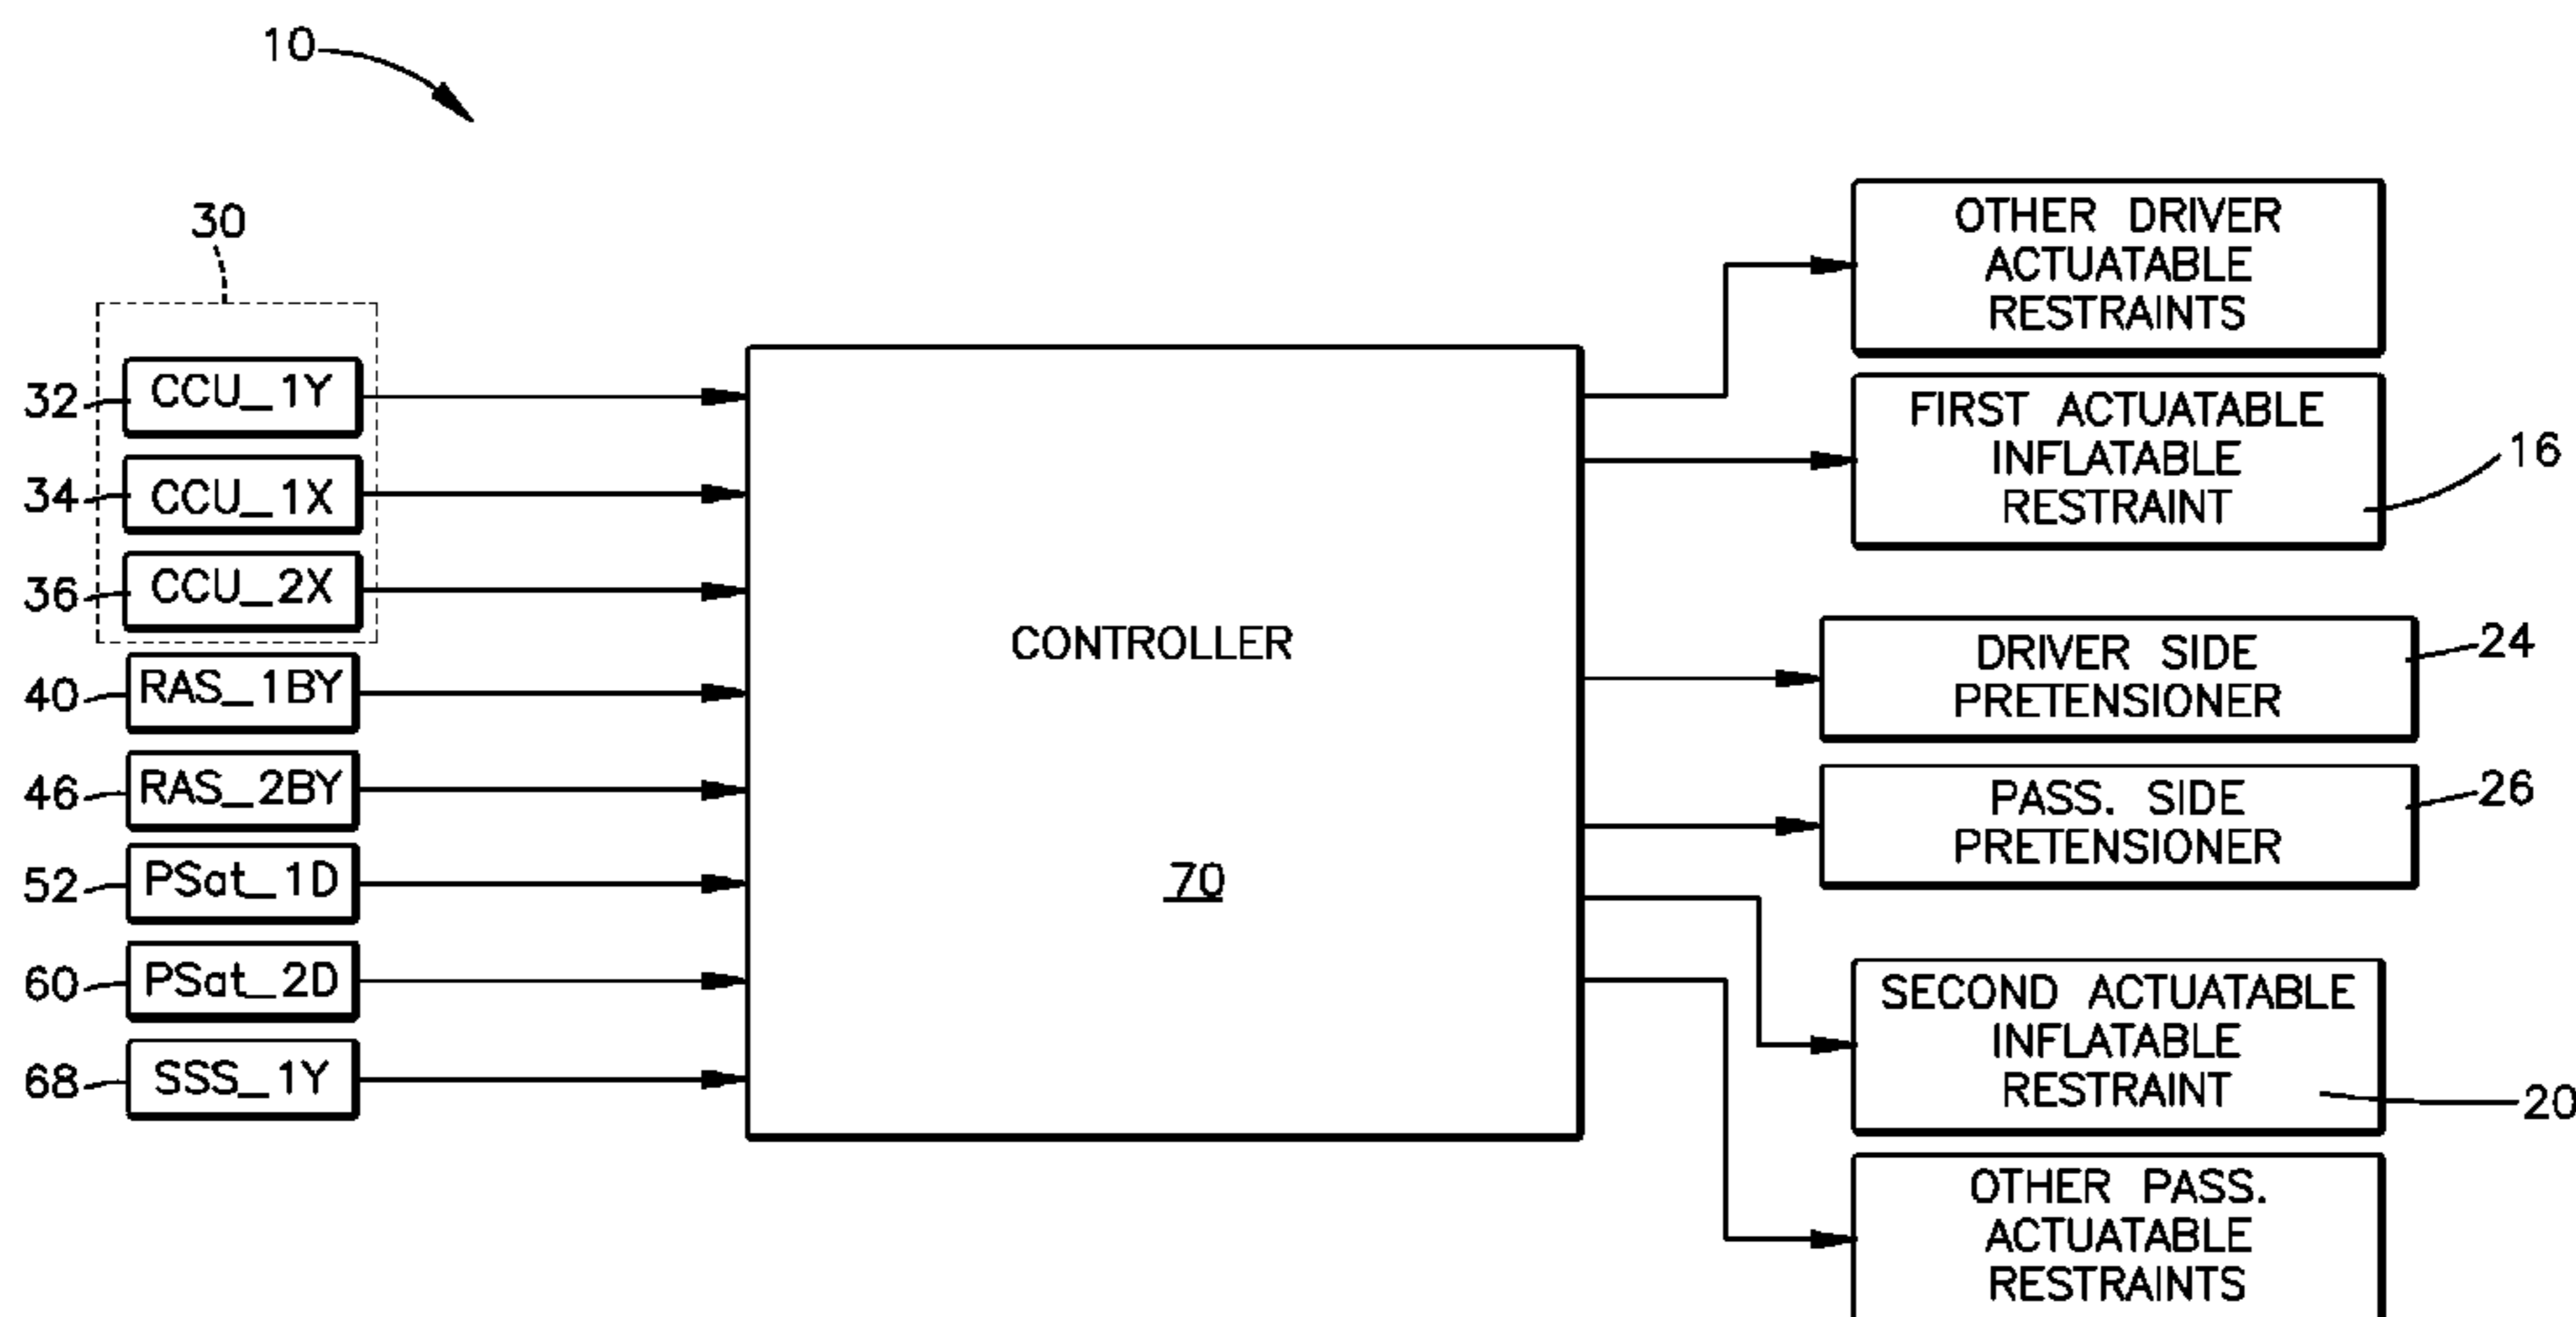 10
30
32
CCU_1Y
34
CCU_1X
36
CCU_2X
40
RAS_1BY
46
RAS_2BY
52
PSat_1D
60
PSat_2D
68
SSS_1Y
CONTROLLER
70
OTHER DRIVER
ACTUATABLE
RESTRAINTS
FIRST ACTUATABLE
INFLATABLE
RESTRAINT
16
DRIVER SIDE
PRETENSIONER
24
PASS. SIDE
PRETENSIONER
26
SECOND ACTUATABLE
INFLATABLE
RESTRAINT
20
OTHER PASS.
ACTUATABLE
RESTRAINTS